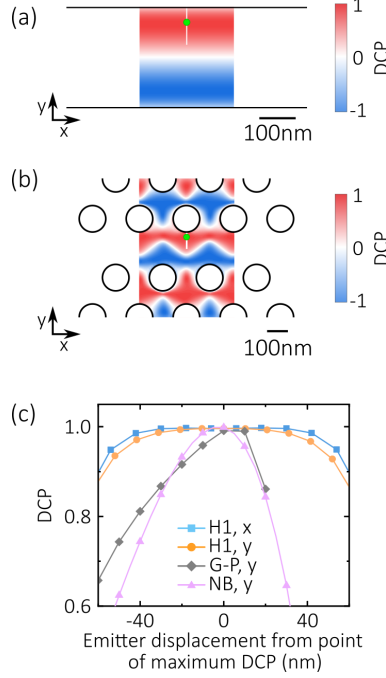 (a)
1
0
-1
DCP
y
x
100nm
(b)
1
0
-1
DCP
y
x
100nm
(c)
1.0
0.8
0.6
DCP
H1, x
H1, y
G-P, y
NB, y
-40
0
40
Emitter displacement from point
of maximum DCP (nm)